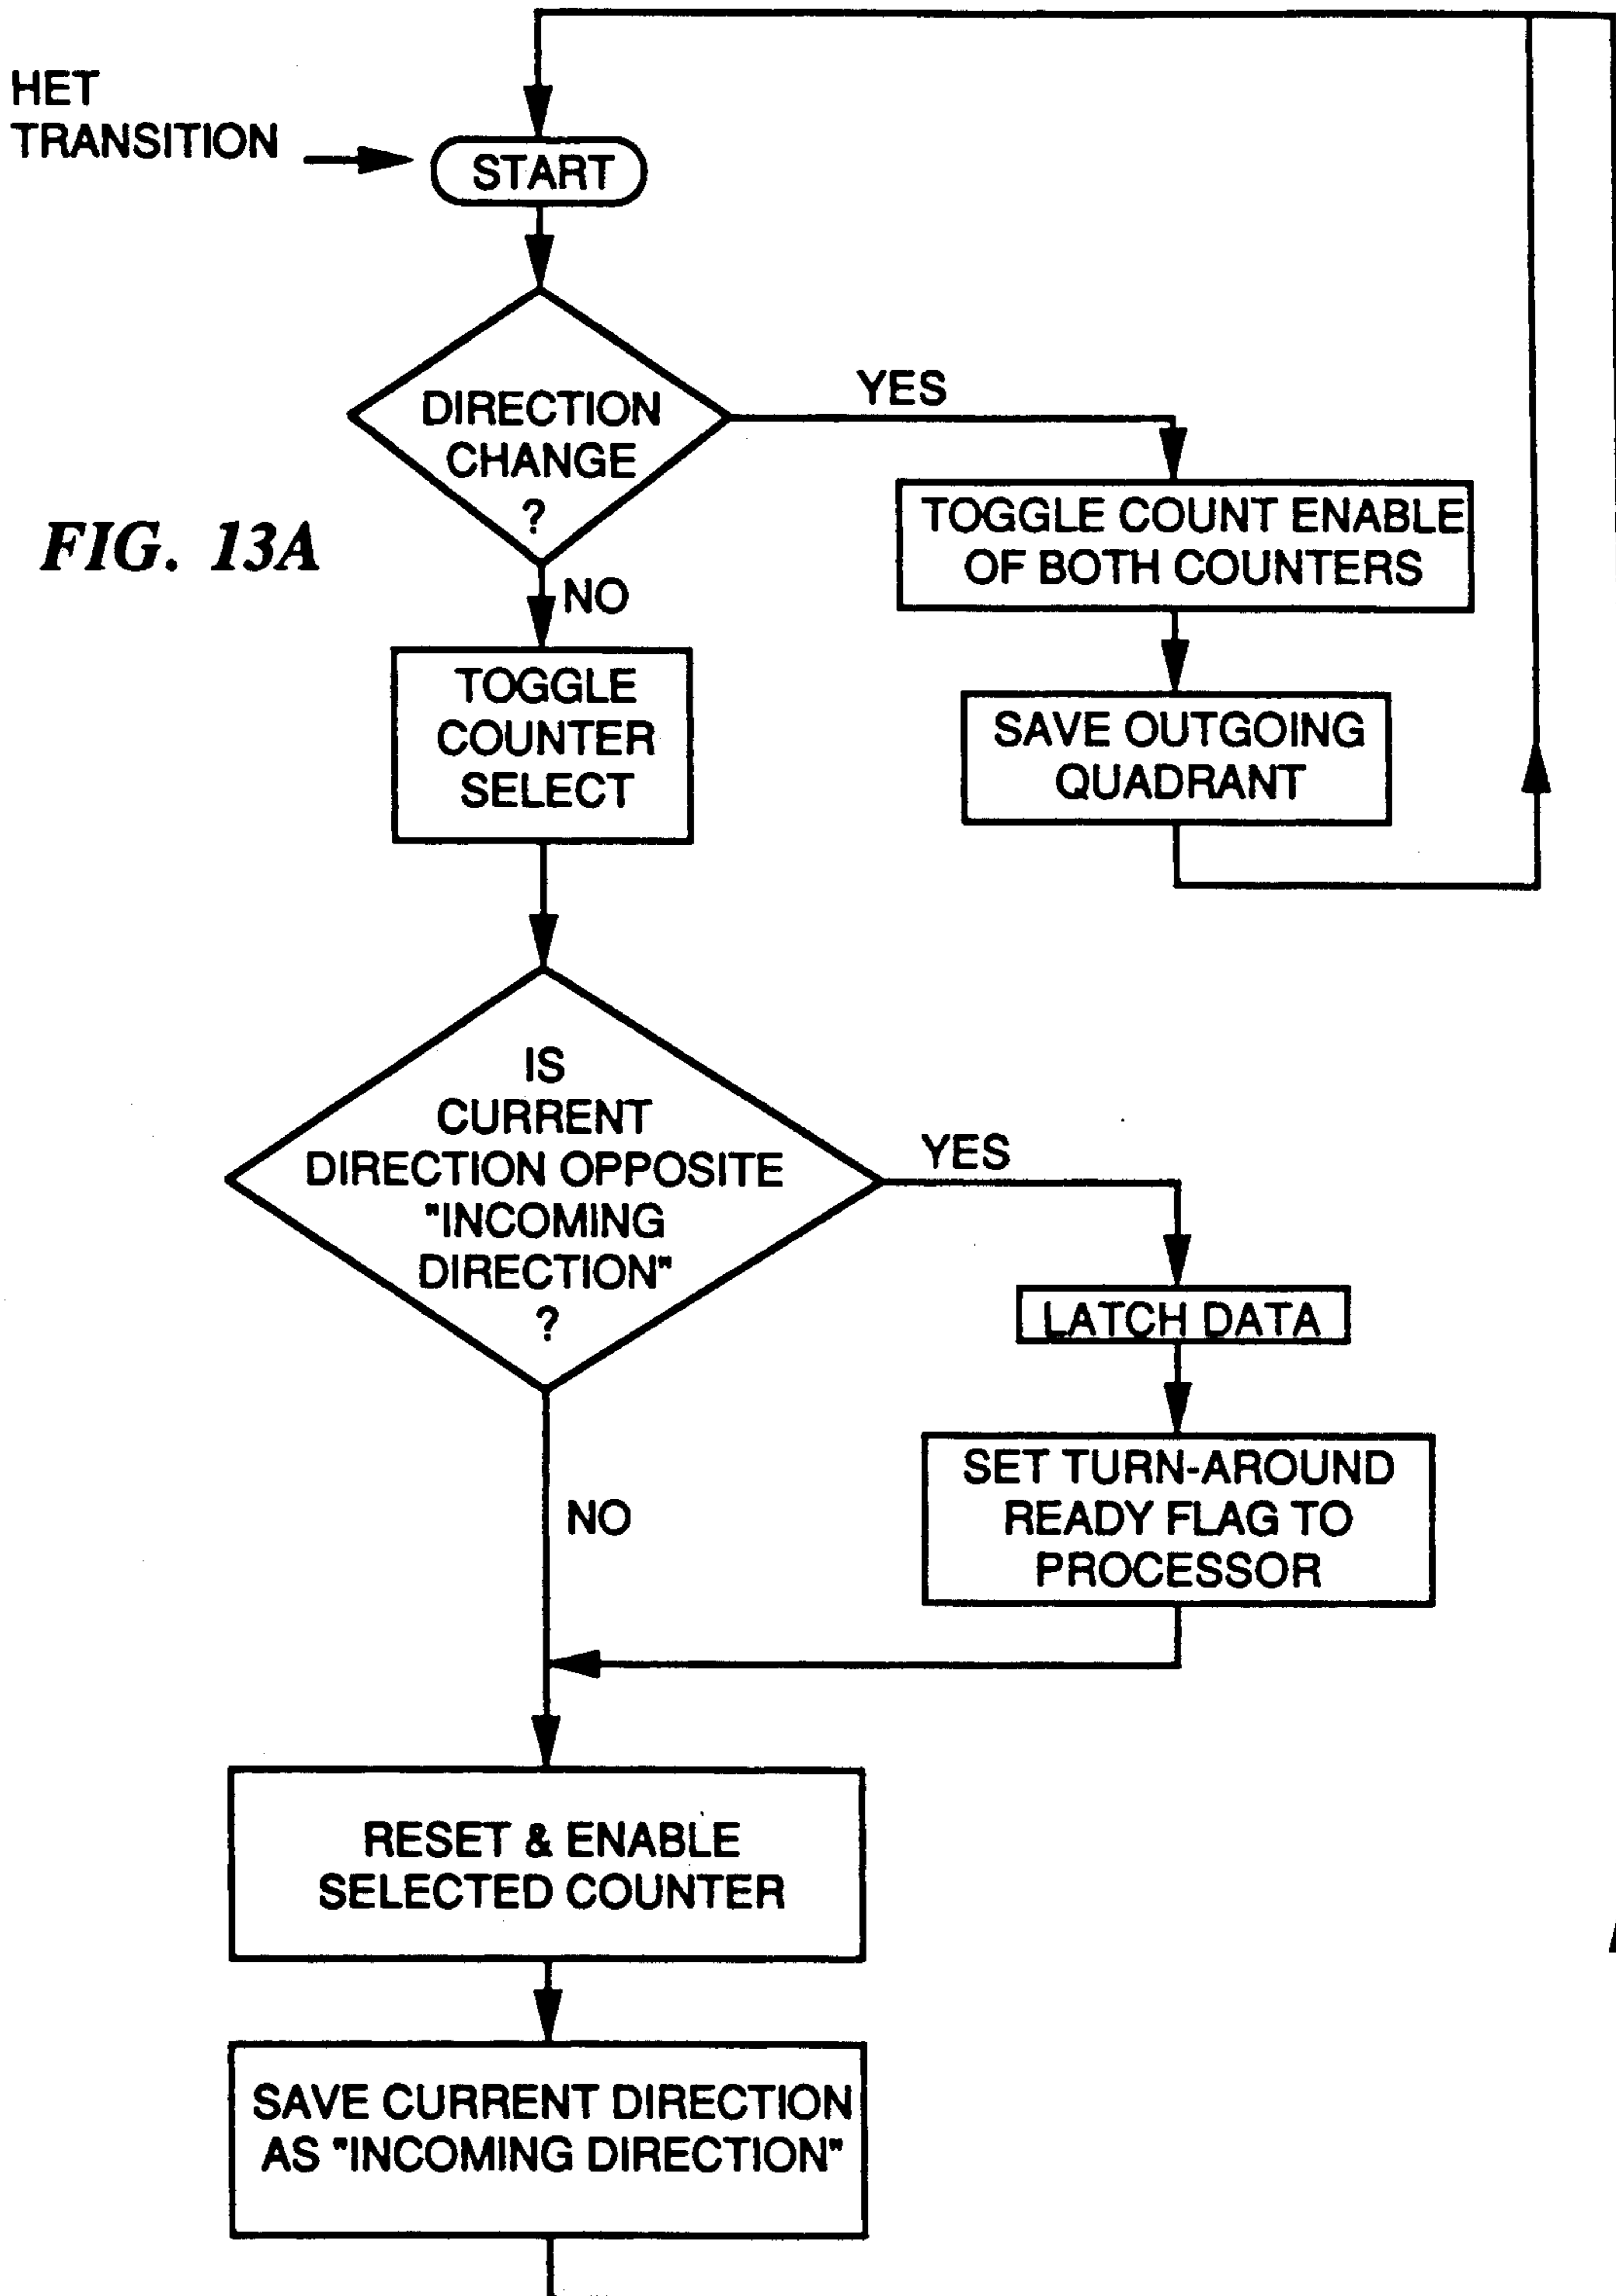 HET
TRANSITION
START
DIRECTION
CHANGE
?
YES
TOGGLE COUNT ENABLE
OF BOTH COUNTERS
FIG. 13A
NO
SAVE OUTGOING
QUADRANT
TOGGLE
COUNTER
SELECT
IS
CURRENT
DIRECTION OPPOSITE
"INCOMING
DIRECTION"
?
YES
LATCH DATA
SET TURN-AROUND
READY FLAG TO
PROCESSOR
NO
RESET & ENABLE
SELECTED COUNTER
SAVE CURRENT DIRECTION
AS "INCOMING DIRECTION"